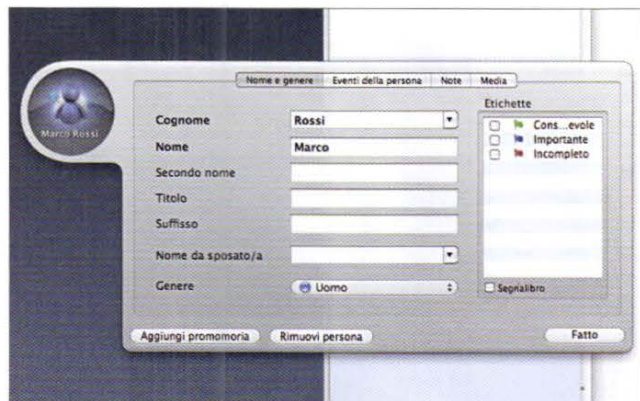 Nome e genere Eventi della persona Note Media
Marco Rossi
Etichette
Cognome Rossi
Nome Marco
Secondo nome
Titolo
Suffisso
Nome da sposato/a
Genere Uomo
Cons...evole
Importante
Incompleto
Segnalibro
Aggiungi promomoria Rimuovi persona Fatto